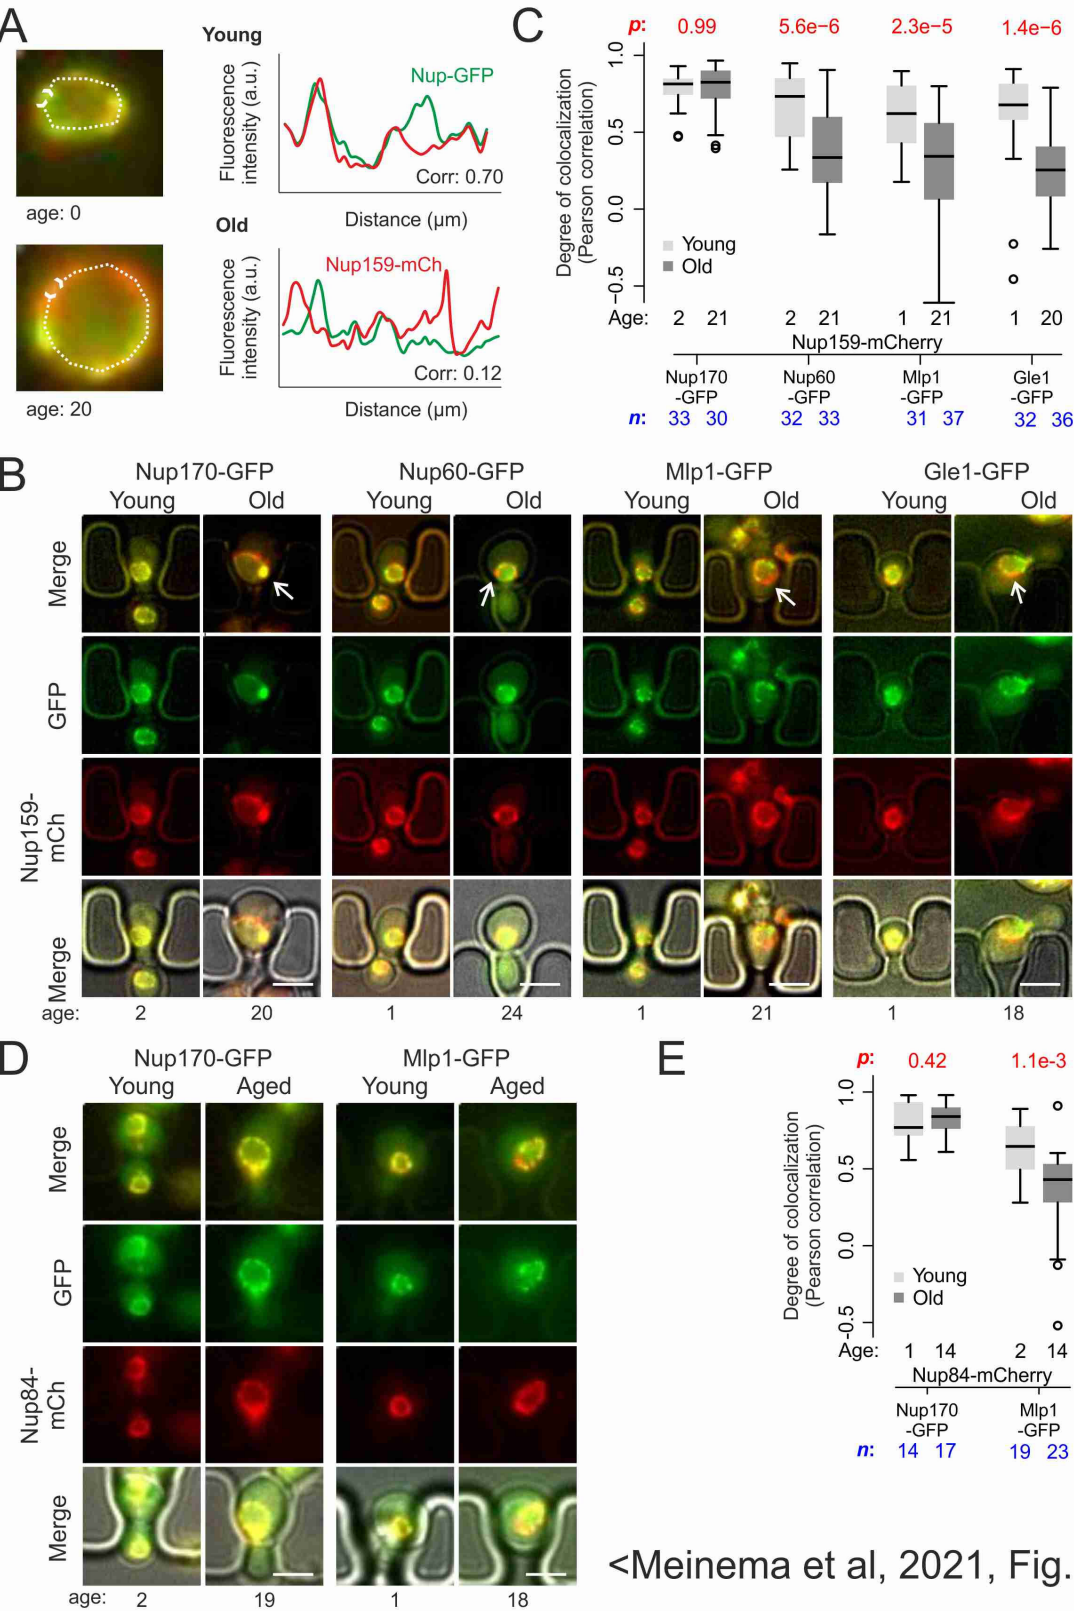 A
Young
Fluorescence
intensity (a.u.)
Nup-GFP
Corr: 0.70
Distance (µm)
age: 0
Old
Fluorescence
intensity (a.u.)
Nup159-mCh
Corr: 0.12
Distance (µm)
age: 20
C
p: 0.99 5.6e−6 2.3e−5 1.4e−6
Degree of colocalization
(Pearson correlation)
1.0
0.5
0.0
−0.5
Young
Old
Age: 2 21 2 21 1 21 1 20
Nup159-mCherry
Nup170 Nup60 Mlp1 Gle1
-GFP -GFP -GFP -GFP
n: 33 30 32 33 31 37 32 36
B
Nup170-GFP Nup60-GFP Mlp1-GFP Gle1-GFP
Young Old Young Old Young Old Young Old
Merge
GFP
Nup159-
mCh
Merge
age: 2 20 1 24 1 21 1 18
D
Nup170-GFP Mlp1-GFP
Young Aged Young Aged
Merge
GFP
Nup84-
mCh
Merge
age: 2 19 1 18
E
p: 0.42 1.1e-3
Degree of colocalization
(Pearson correlation)
1.0
0.5
0.0
-0.5
Young
Old
Age: 1 14 2 14
Nup84-mCherry
Nup170 Mlp1
-GFP -GFP
n: 14 17 19 23
<Meinema et al, 2021, Fig.